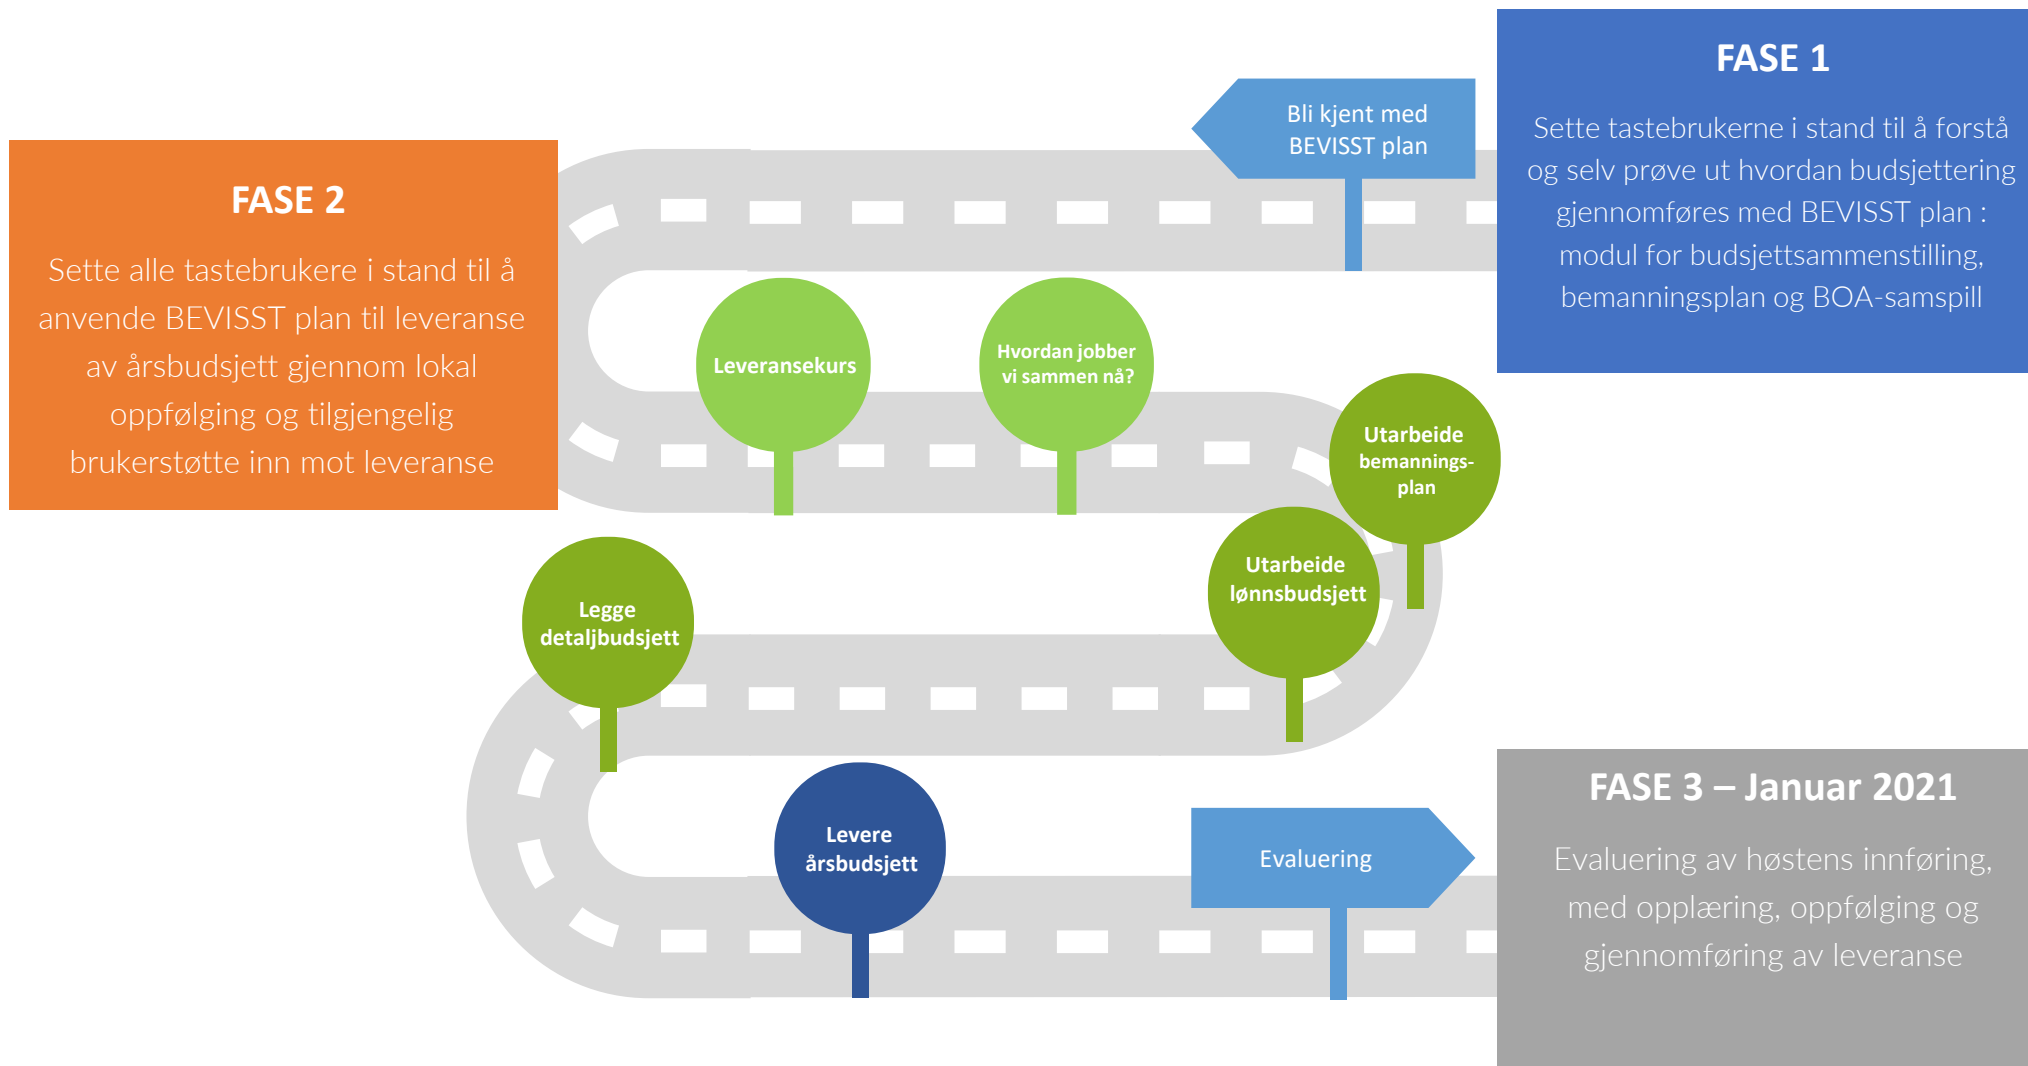 FASE 1
Sette tastebrukerne i stand til å forstå
og selv prøve ut hvordan budsjettering
gjennomføres med BEVISST plan :
modul for budsjettsammenstilling,
bemanningsplan og BOA-samspill
Bli kjent med
BEVISST plan
FASE 2
Sette alle tastebrukere i stand til å
anvende BEVISST plan til leveranse
av årsbudsjett gjennom lokal
oppfølging og tilgjengelig
brukerstøtte inn mot leveranse
Leveransekurs
Hvordan jobber
vi sammen nå?
Utarbeide
bemannings-
plan
Utarbeide
lønnsbudsjett
Legge
detaljbudsjett
Levere
årsbudsjett
Evaluering
FASE 3 – Januar 2021
Evaluering av høstens innføring,
med opplæring, oppfølging og
gjennomføring av leveranse